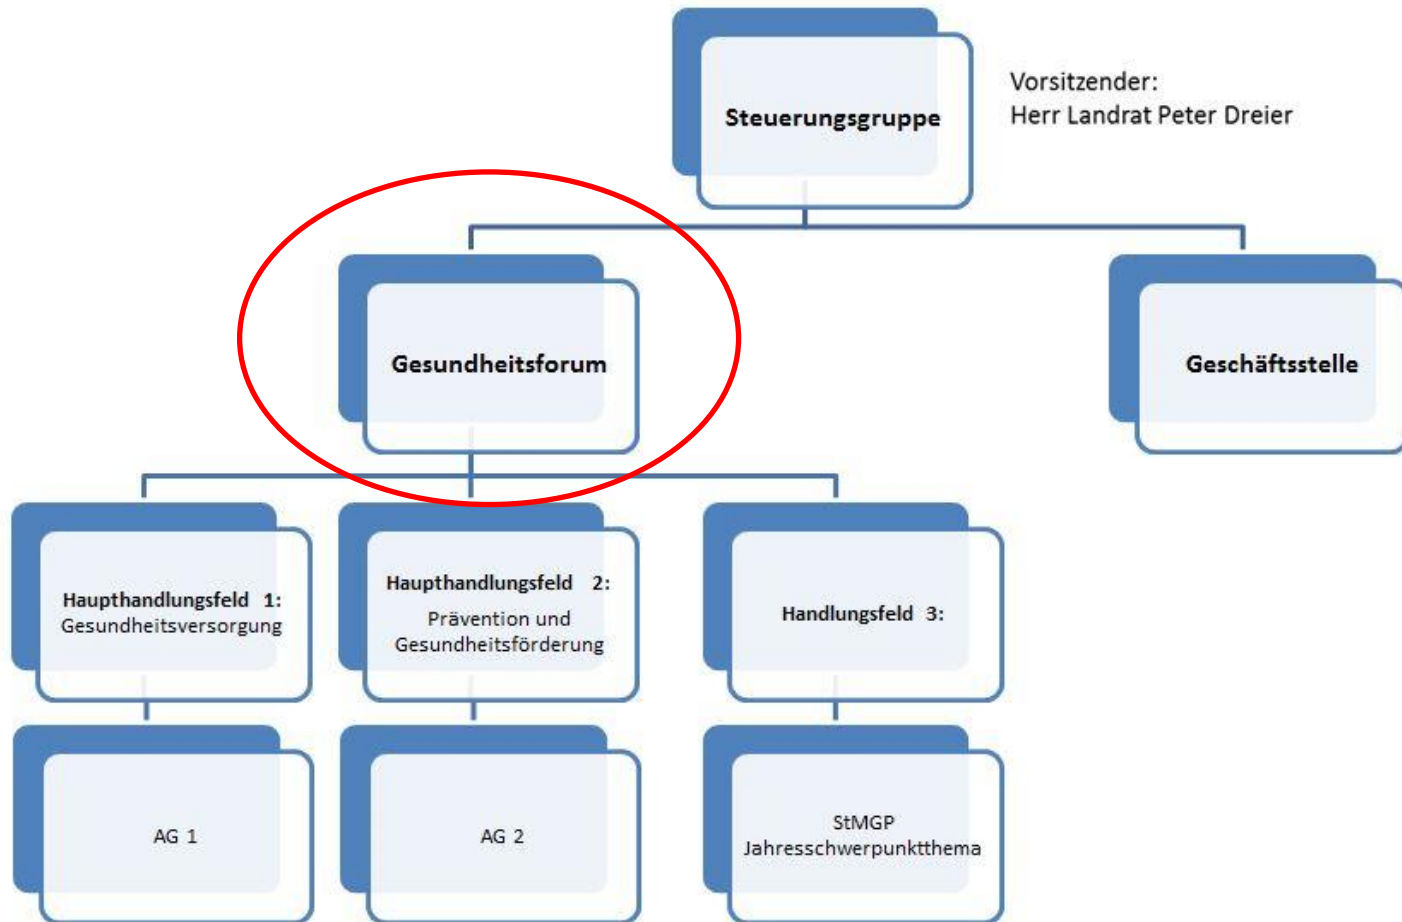 Steuerungsgruppe
Vorsitzender:
Herr Landrat Peter Dreier
Gesundheitsforum
Geschäftsstelle
Haupthandlungsfeld 1:
Gesundheitsversorgung
Haupthandlungsfeld 2:
Prävention und
Gesundheitsförderung
Handlungsfeld 3:
AG 1
AG 2
StMGP
Jahresschwerpunktthema